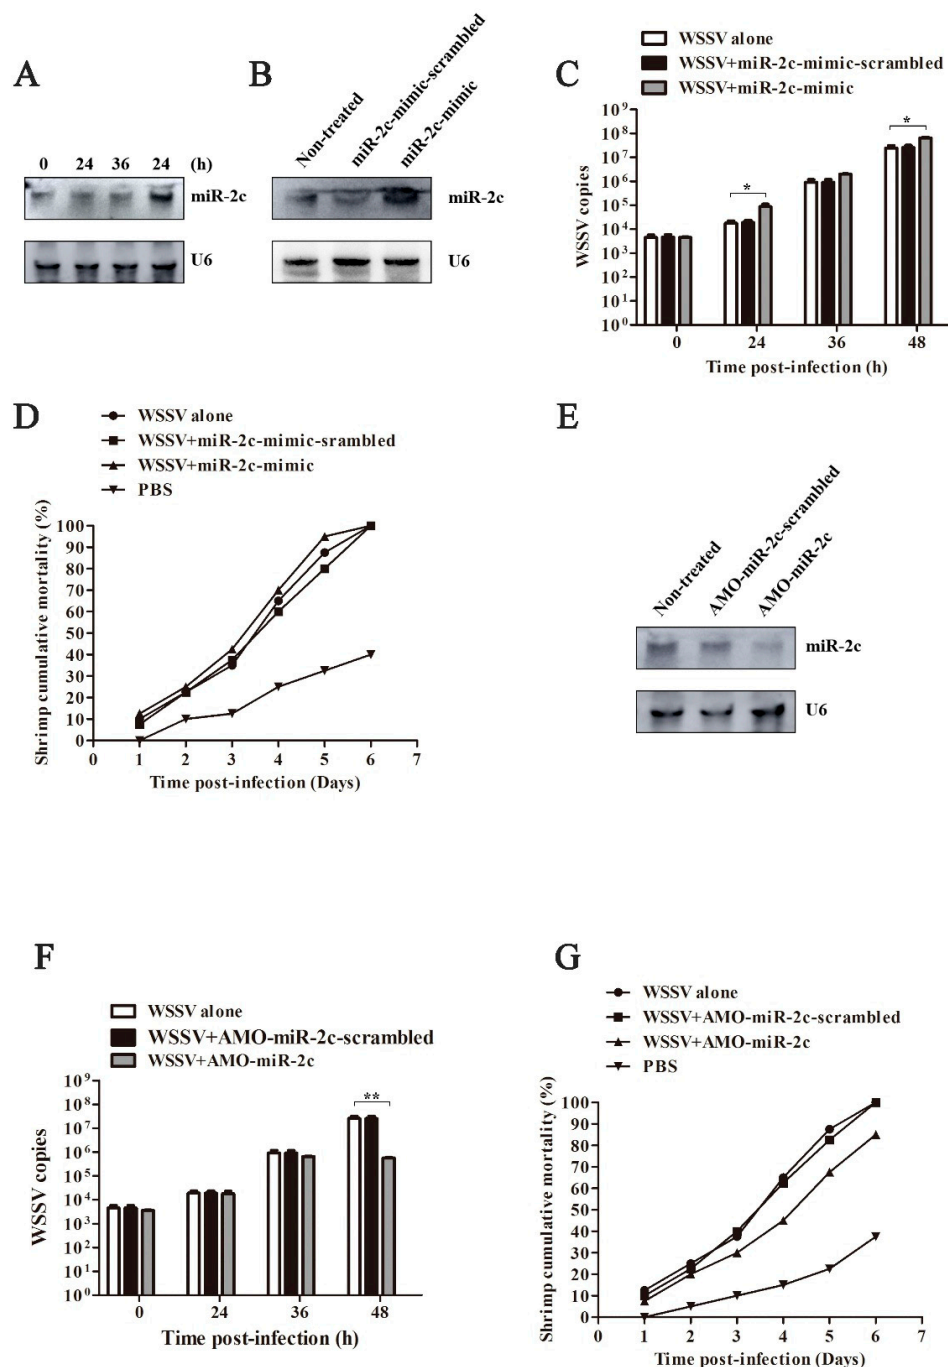 A
0 24 36 24 (h)
miR-2c
U6
B
Non-treated
miR-2c-mimic-scrambled
miR-2c-mimic
miR-2c
U6
C
WSSV alone
WSSV+miR-2c-mimic-scrambled
WSSV+miR-2c-mimic
WSSV copies
10⁹
10⁸
10⁷
10⁶
10⁵
10⁴
10³
10²
10¹
10⁰
*
*
0 24 36 48
Time post-infection (h)
D
WSSV alone
WSSV+miR-2c-mimic-srambled
WSSV+miR-2c-mimic
PBS
Shrimp cumulative mortality (%)
100
90
80
70
60
50
40
30
20
10
0
0 1 2 3 4 5 6 7
Time post-infection (Days)
E
Non-treated
AMO-miR-2c-scrambled
AMO-miR-2c
miR-2c
U6
F
WSSV alone
WSSV+AMO-miR-2c-scrambled
WSSV+AMO-miR-2c
WSSV copies
10⁹
10⁸
10⁷
10⁶
10⁵
10⁴
10³
10²
10¹
10⁰
**
0 24 36 48
Time post-infection (h)
G
WSSV alone
WSSV+AMO-miR-2c-scrambled
WSSV+AMO-miR-2c
PBS
Shrimp cumulative mortality (%)
100
90
80
70
60
50
40
30
20
10
0
0 1 2 3 4 5 6 7
Time post-infection (Days)